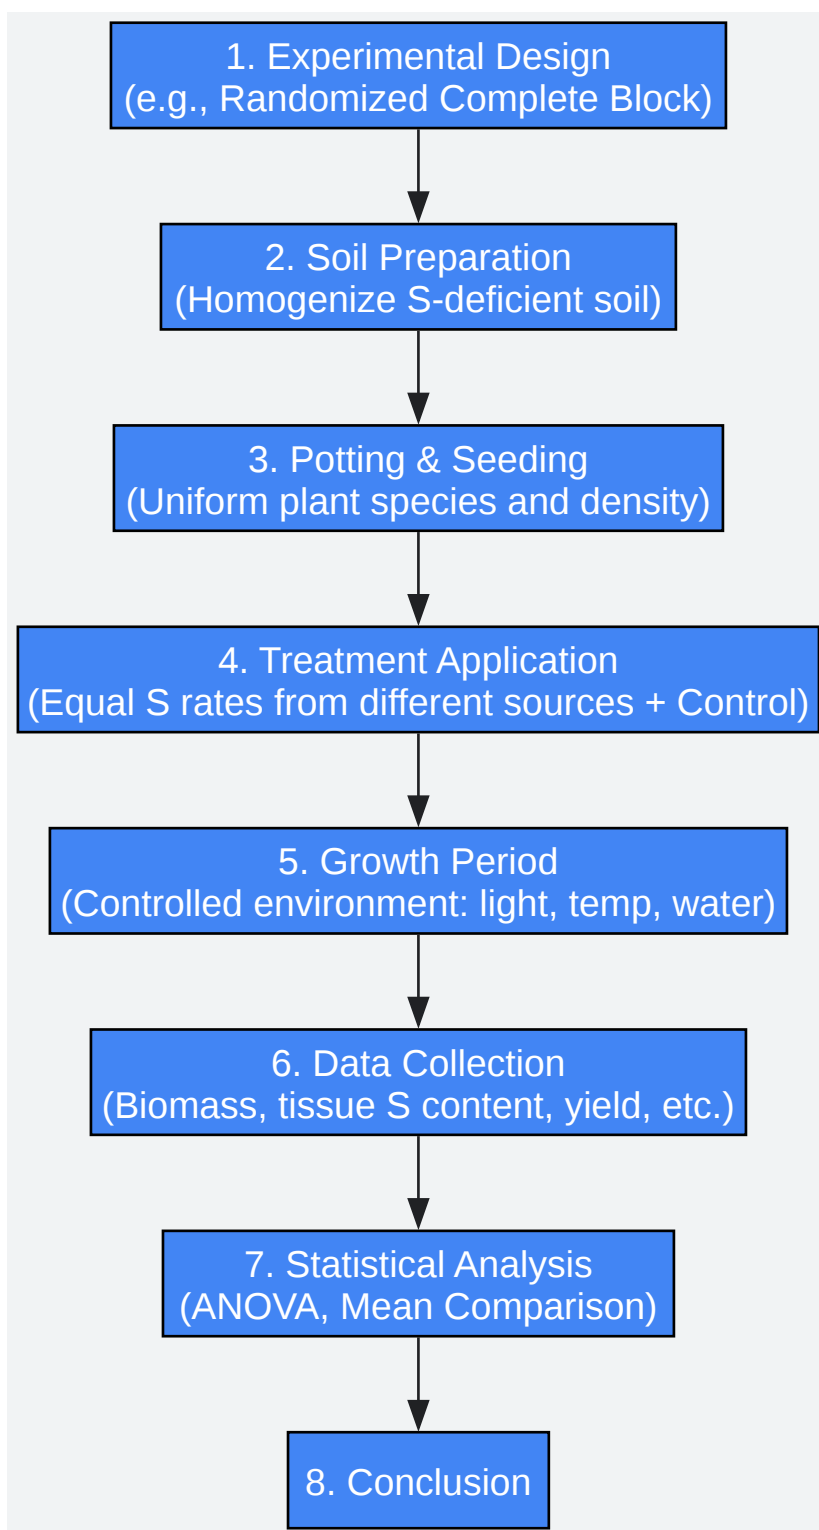 1. Experimental Design
(e.g., Randomized Complete Block)
2. Soil Preparation
(Homogenize S-deficient soil)
3. Potting & Seeding
(Uniform plant species and density)
4. Treatment Application
(Equal S rates from different sources + Control)
5. Growth Period
(Controlled environment: light, temp, water)
6. Data Collection
(Biomass, tissue S content, yield, etc.)
7. Statistical Analysis
(ANOVA, Mean Comparison)
8. Conclusion